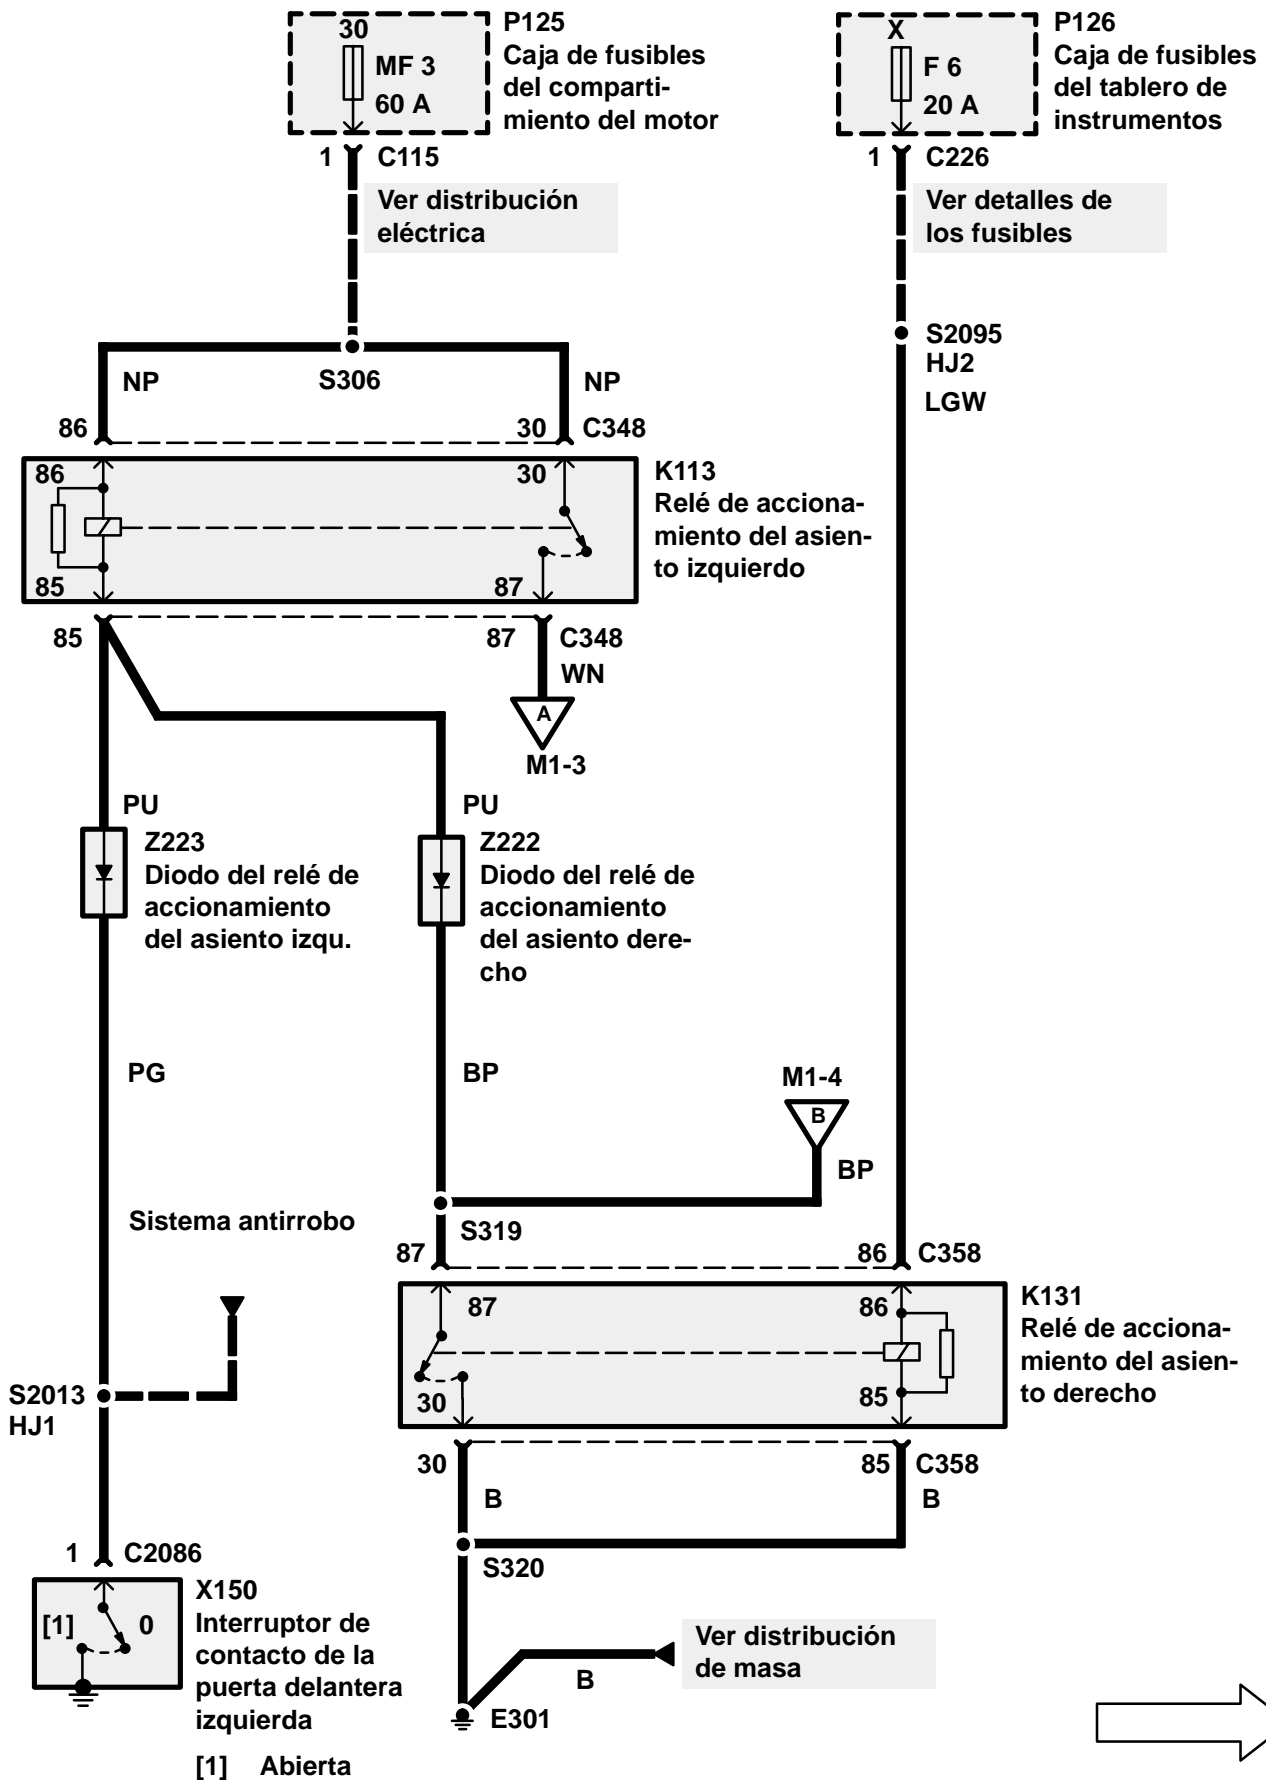 30
MF 3
60 A
P125
Caja de fusibles
del comparti-
miento del motor
X
F 6
20 A
P126
Caja de fusibles
del tablero de
instrumentos
1
C115
Ver distribución
eléctrica
1
C226
Ver detalles de
los fusibles
S2095
HJ2
LGW
NP
S306
NP
86
30
C348
86
30
85
87
K113
Relé de acciona-
miento del asien-
to izquierdo
85
87
C348
WN
A
M1-3
PU
Z223
Diodo del relé de
accionamiento
del asiento izqu.
PU
Z222
Diodo del relé de
accionamiento
del asiento dere-
cho
PG
BP
M1-4
B
BP
Sistema antirrobo
S319
87
86
C358
87
86
30
85
K131
Relé de acciona-
miento del asien-
to derecho
S2013
HJ1
30
85
C358
B
B
1
C2086
S320
[1]
0
X150
Interruptor de
contacto de la
puerta delantera
izquierda
[1] Abierta
Ver distribución
de masa
B
E301